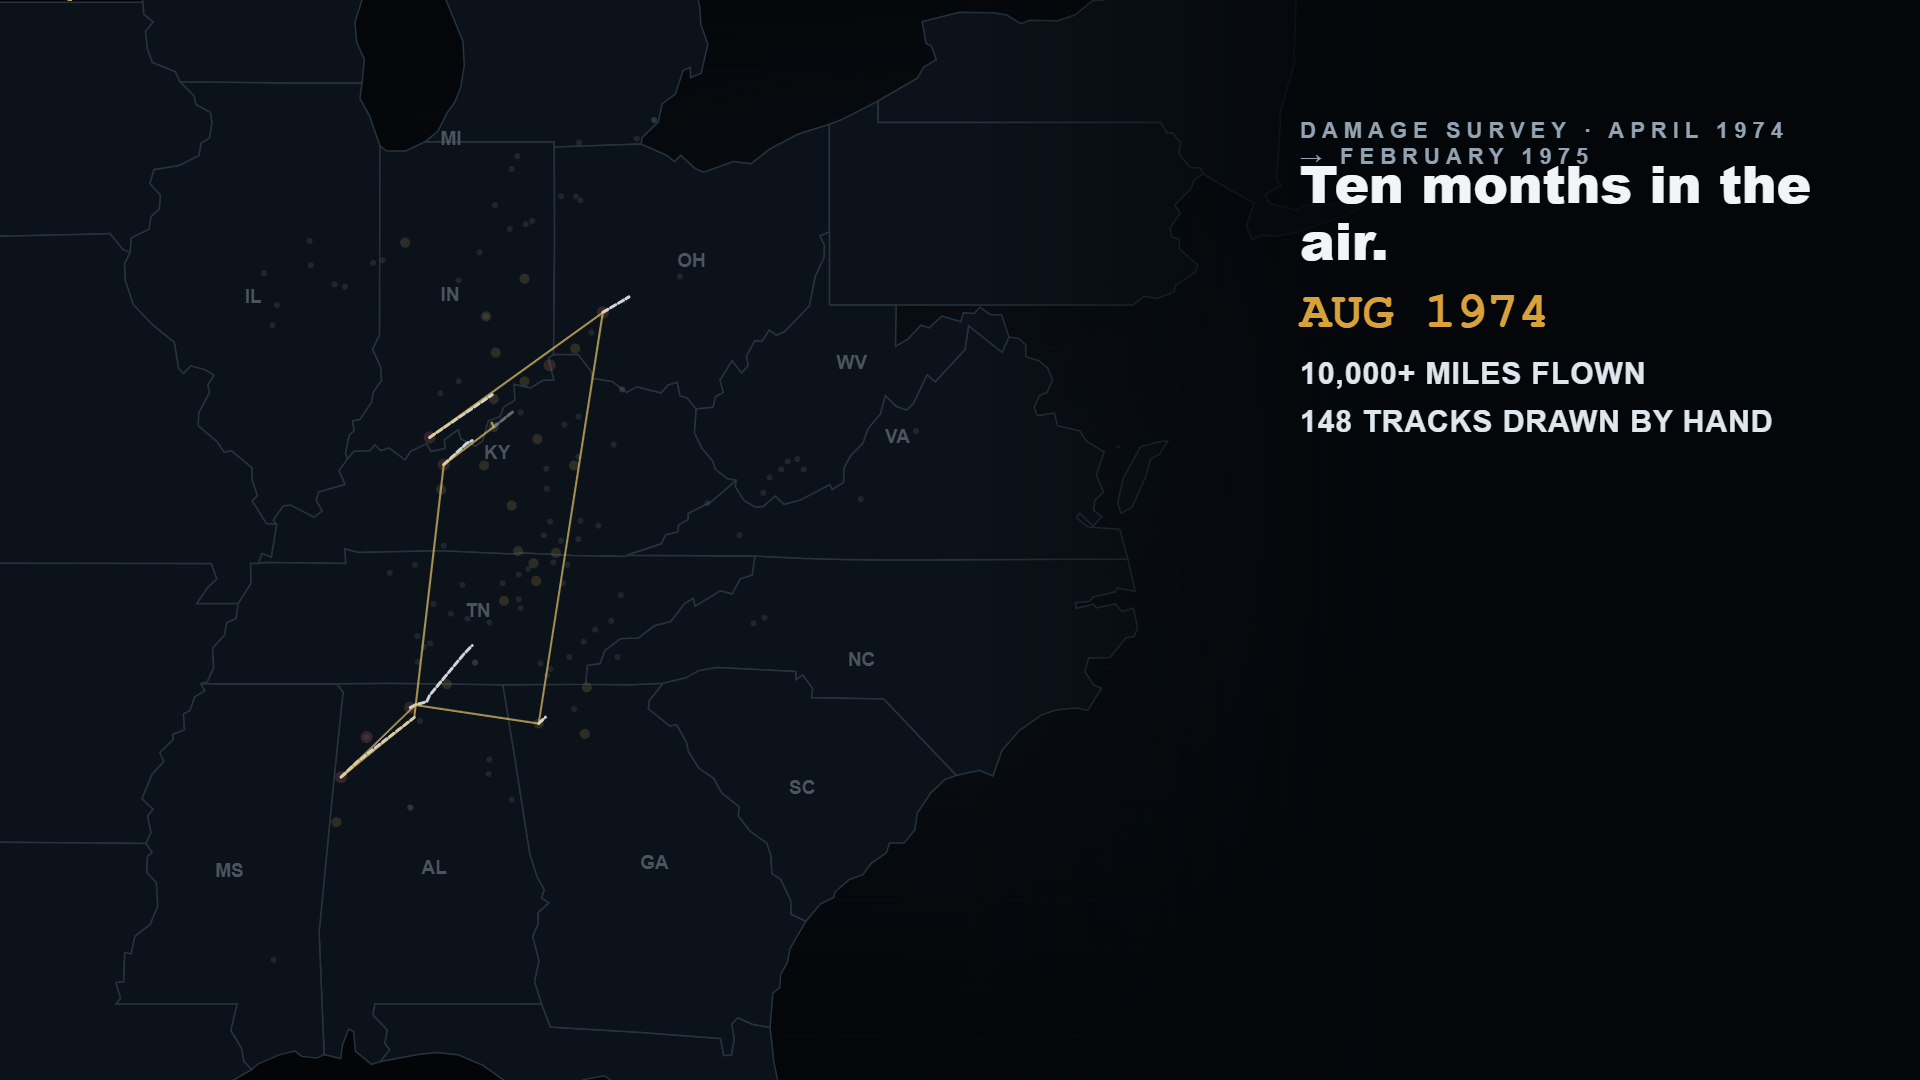 DAMAGE SURVEY · APRIL 1974
→ FEBRUARY 1975
Ten months in the
air.
AUG 1974
10,000+ MILES FLOWN
148 TRACKS DRAWN BY HAND
MI
OH
IL
IN
WV
VA
KY
TN
NC
SC
GA
AL
MS